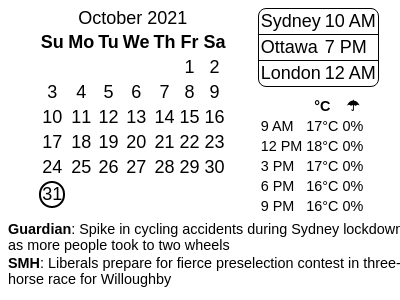 October 2021
Su Mo Tu We Th Fr Sa
1 2
3 4 5 6 7 8 9
10 11 12 13 14 15 16
17 18 19 20 21 22 23
24 25 26 27 28 29 30
31
Sydney 10 AM
Ottawa 7 PM
London 12 AM
°C ☂
9 AM 17°C 0%
12 PM 18°C 0%
3 PM 17°C 0%
6 PM 16°C 0%
9 PM 16°C 0%
Guardian: Spike in cycling accidents during Sydney lockdown
as more people took to two wheels
SMH: Liberals prepare for fierce preselection contest in three-
horse race for Willoughby